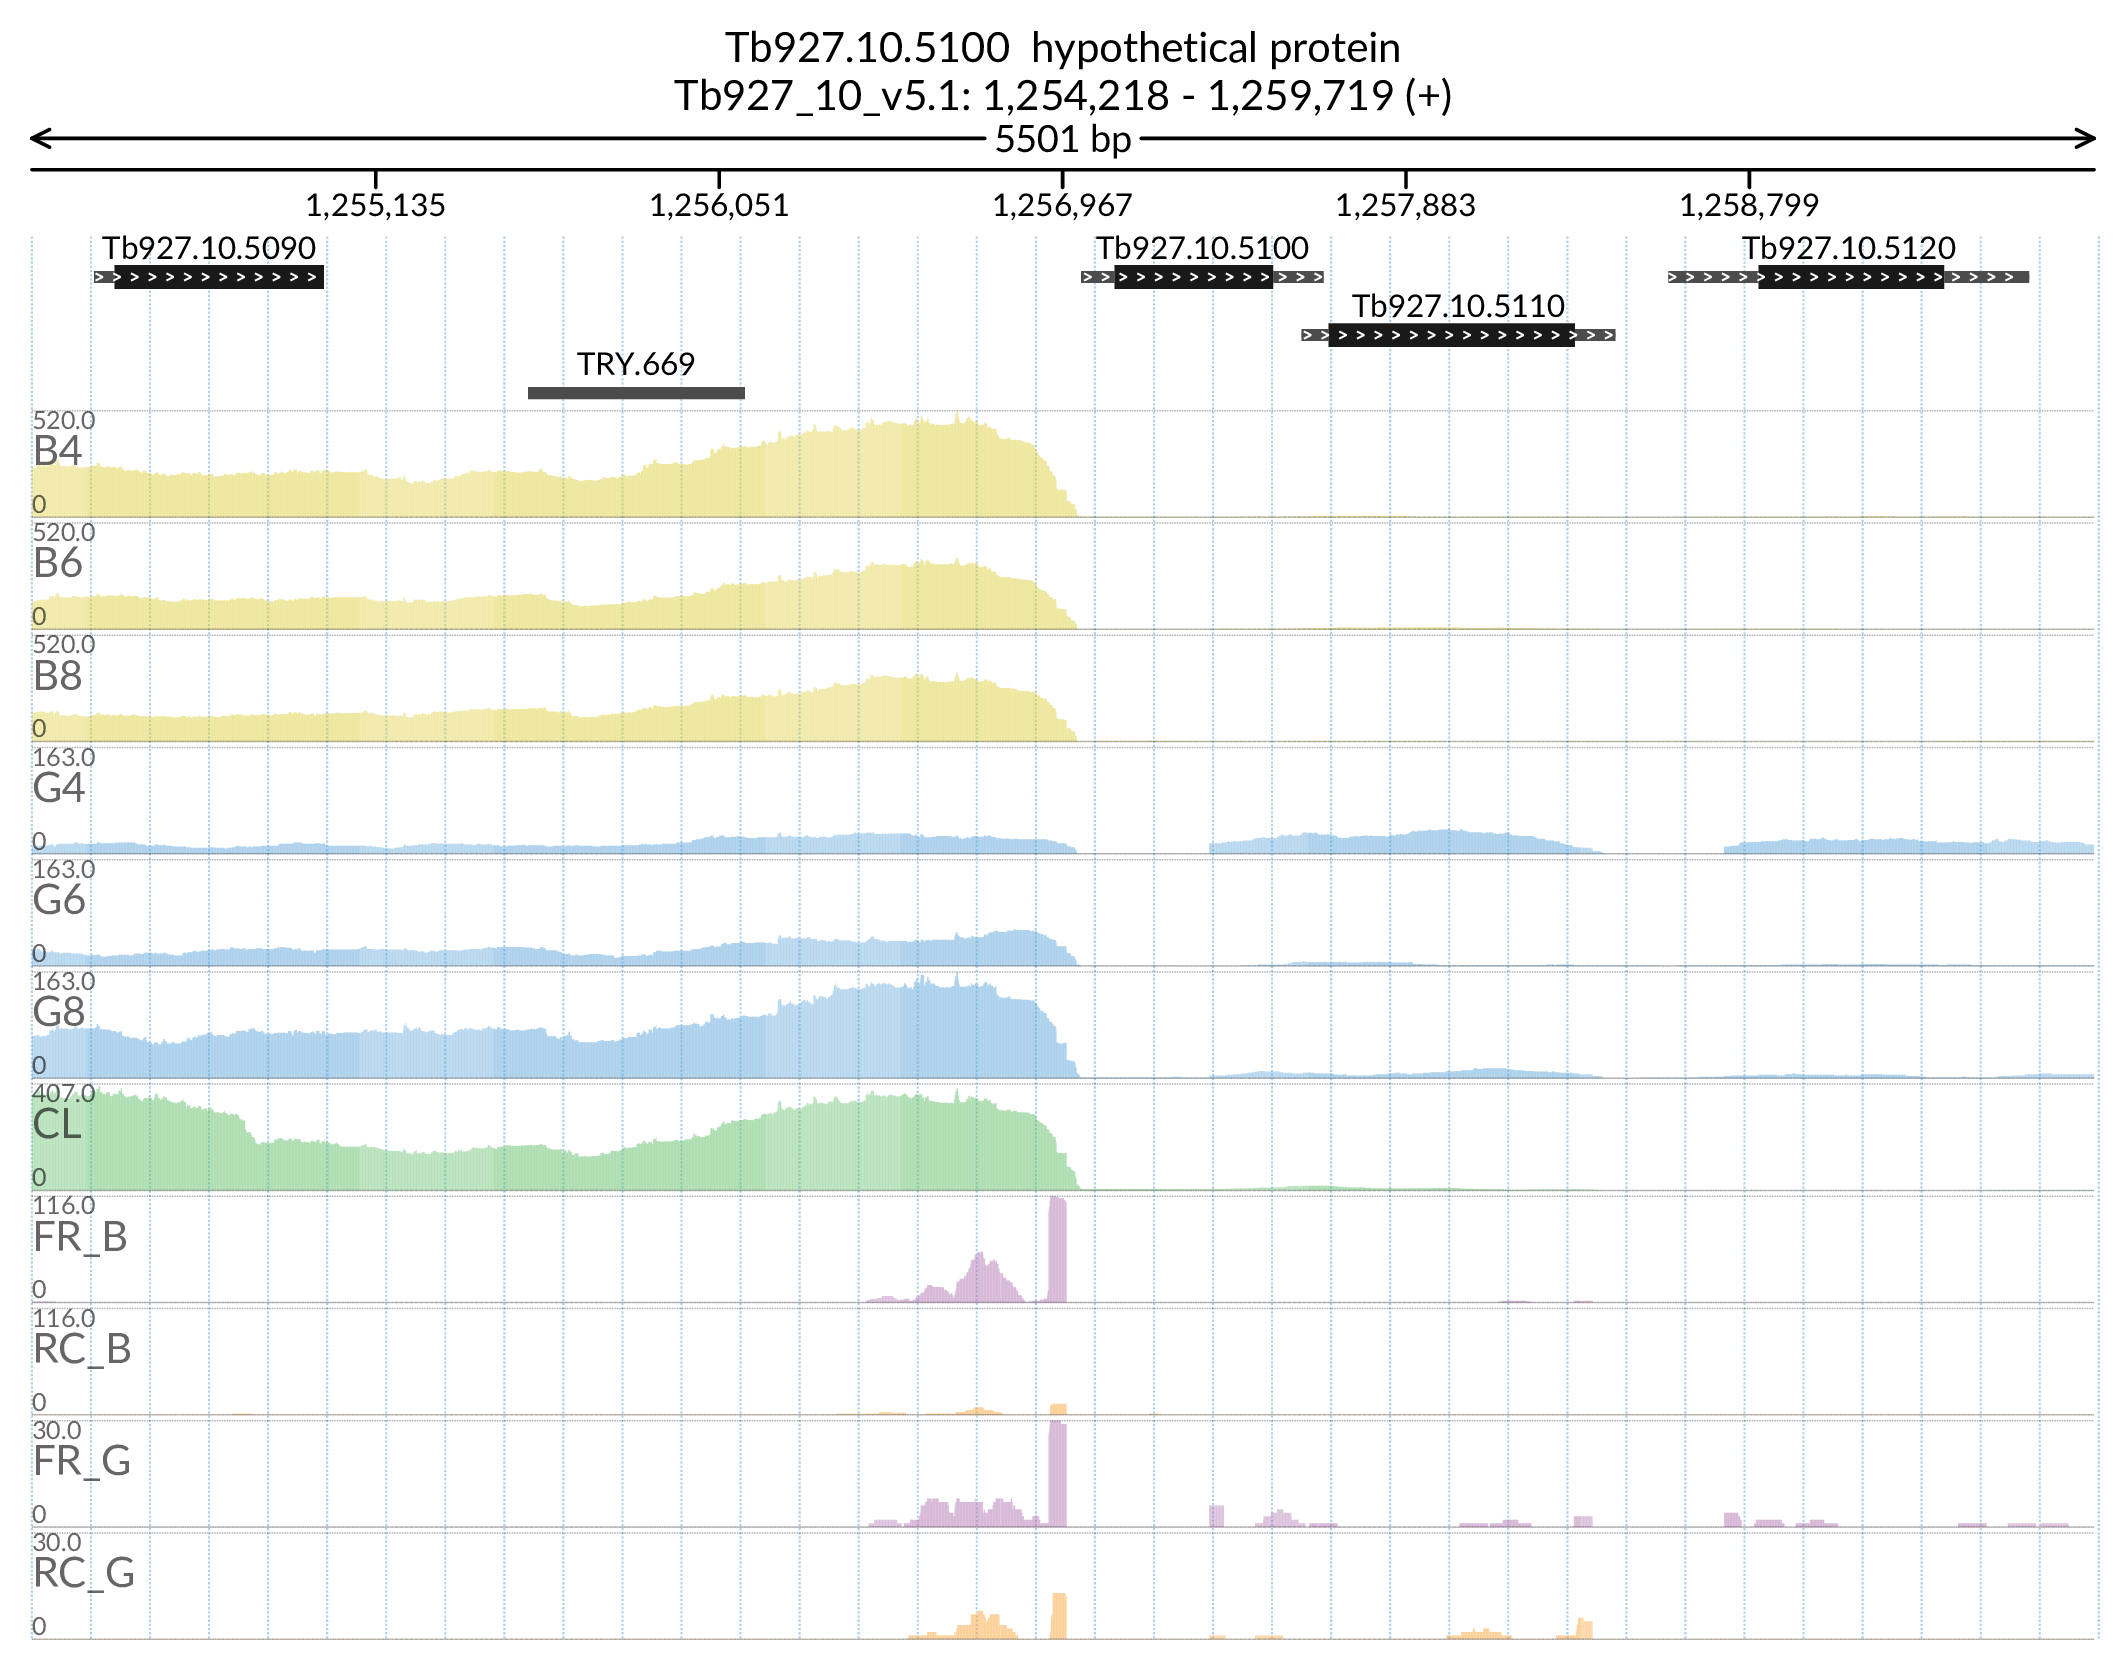 Tb927.10.5100 hypothetical protein
Tb927_10_v5.1: 1,254,218 - 1,259,719 (+)
5501 bp
1,255,135 1,256,051 1,256,967 1,257,883 1,258,799
Tb927.10.5090 Tb927.10.5100 Tb927.10.5120
Tb927.10.5110
TRY.669
520.0
B4
0
520.0
B6
0
520.0
B8
0
163.0
G4
0
163.0
G6
0
163.0
G8
0
407.0
CL
0
116.0
FR_B
0
116.0
RC_B
0
30.0
FR_G
0
30.0
RC_G
0